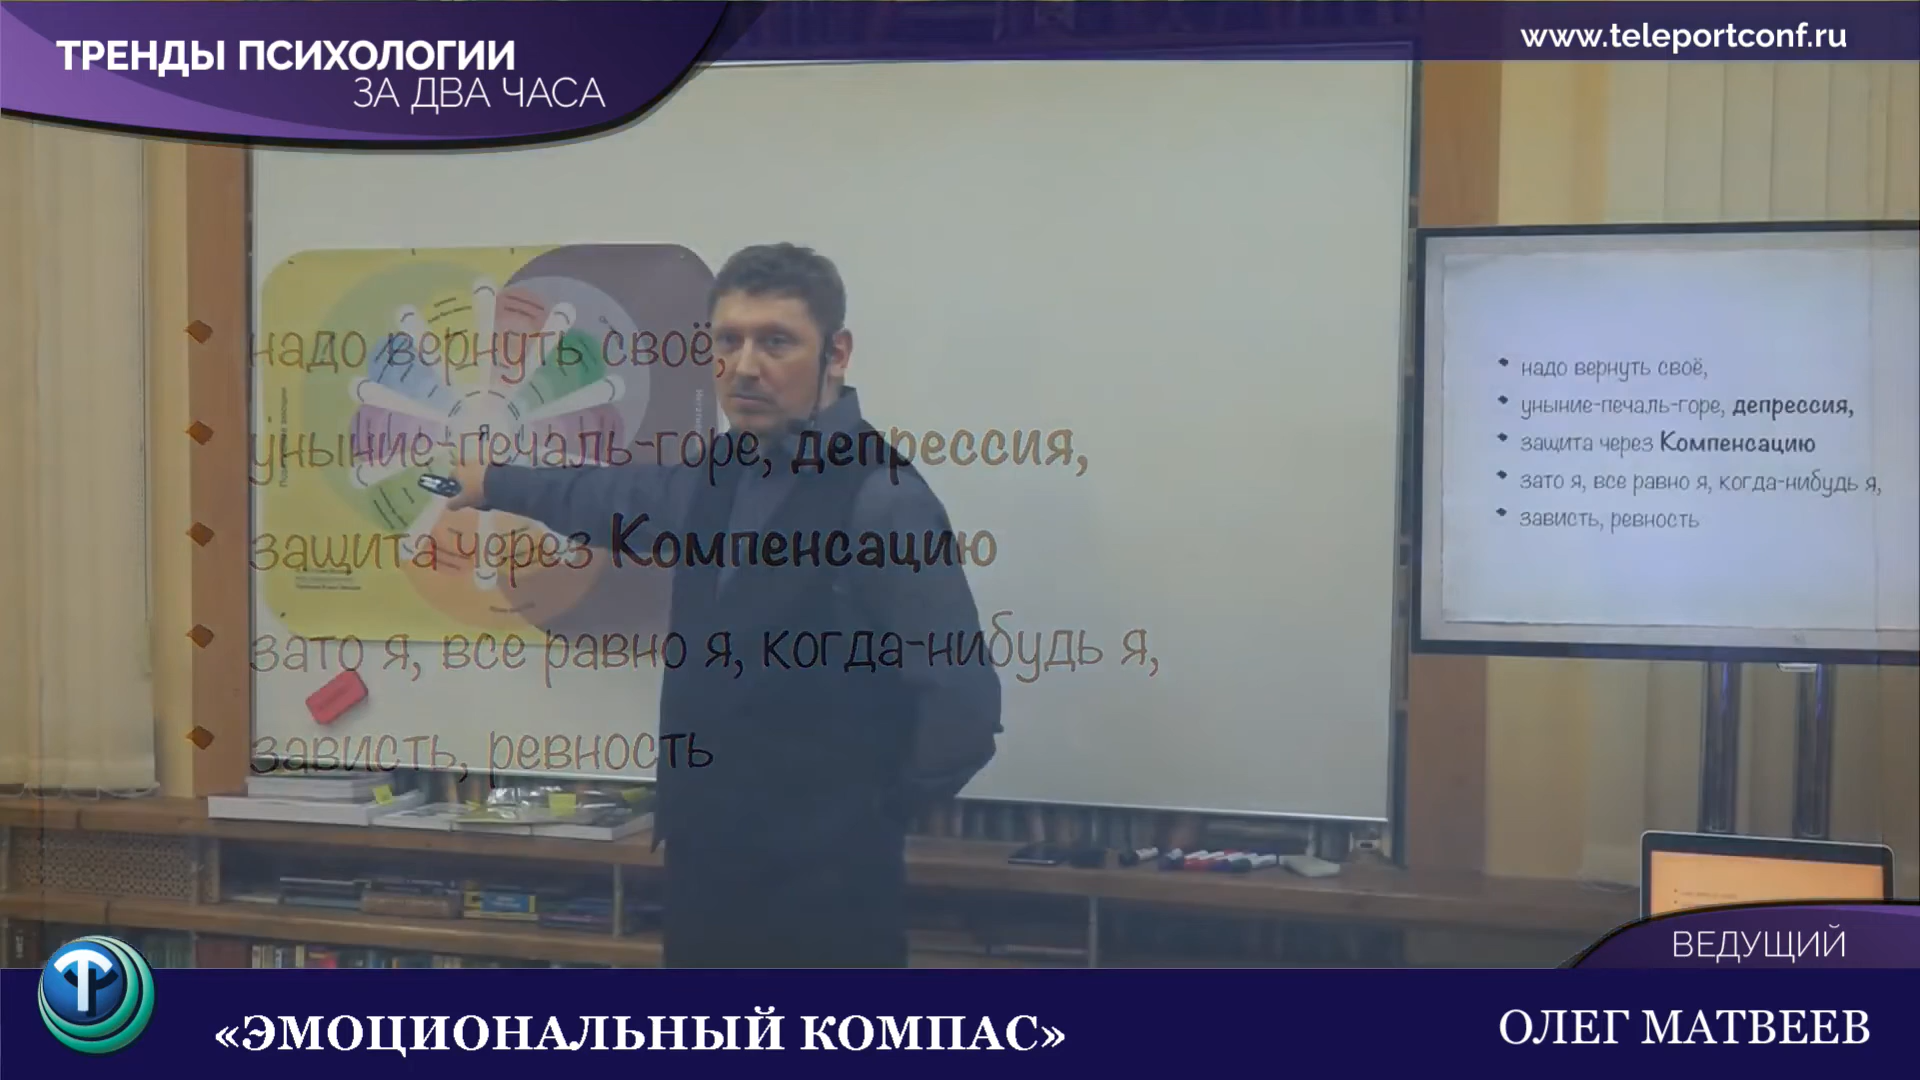 ТРЕНДЫ ПСИХОЛОГИИ
ЗА ДВА ЧАСА
www.teleportconf.ru
надо вернуть своё,
уныние-печаль-горе, депрессия,
защита через Компенсацию
зато я, все равно я, когда-нибудь я,
зависть, ревность
надо вернуть своё,
уныние-печаль-горе, депрессия,
защита через Компенсацию
зато я, все равно я, когда-нибудь я,
зависть, ревность
Я
ВЕДУЩИЙ
«ЭМОЦИОНАЛЬНЫЙ КОМПАС»
ОЛЕГ МАТВЕЕВ